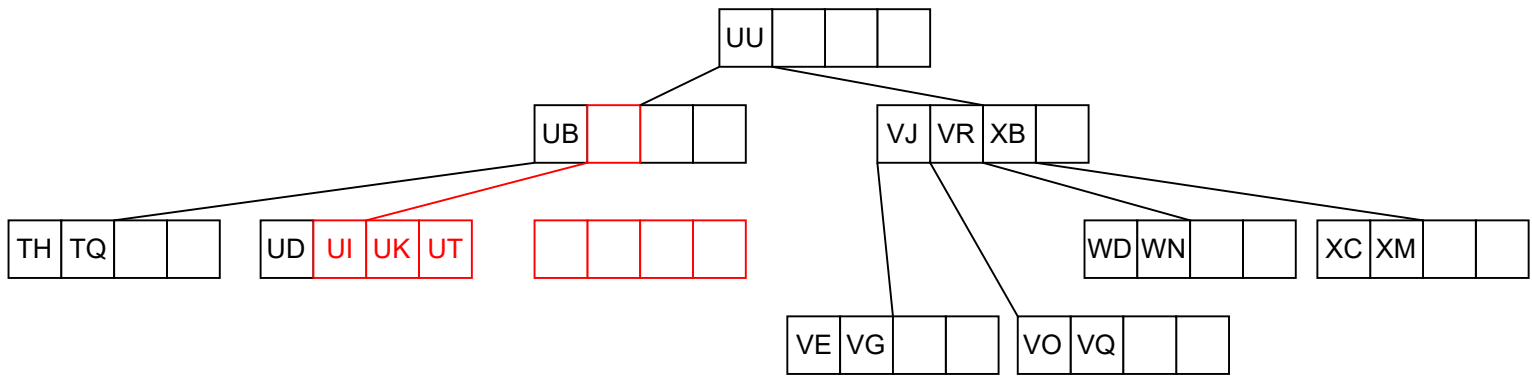 UU
UB VJ VR XB
TH TQ UD UI UK UT WD WN XC XM
VE VG VO VQ